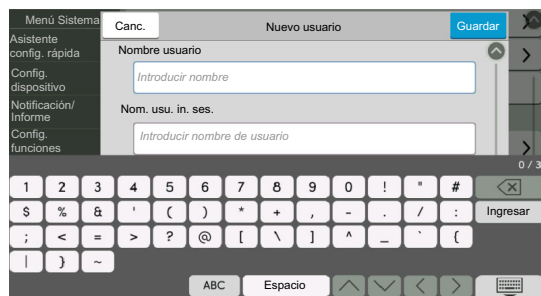 Menú Sistema
Canc.
Nuevo usuario
Guardar
Asistente
config. rápida
Config.
dispositivo
Notificación/
Informe
Config.
funciones
Nombre usuario
Introducir nombre
Nom. usu. in. ses.
Introducir nombre de usuario
0 / 3
1 2 3 4 5 6 7 8 9 0 ! " #
$ % & ' ( ) * + , - . / : Ingresar
; < = > ? @ [ \ ] ^ _ ` {
| } ~
ABC Espacio